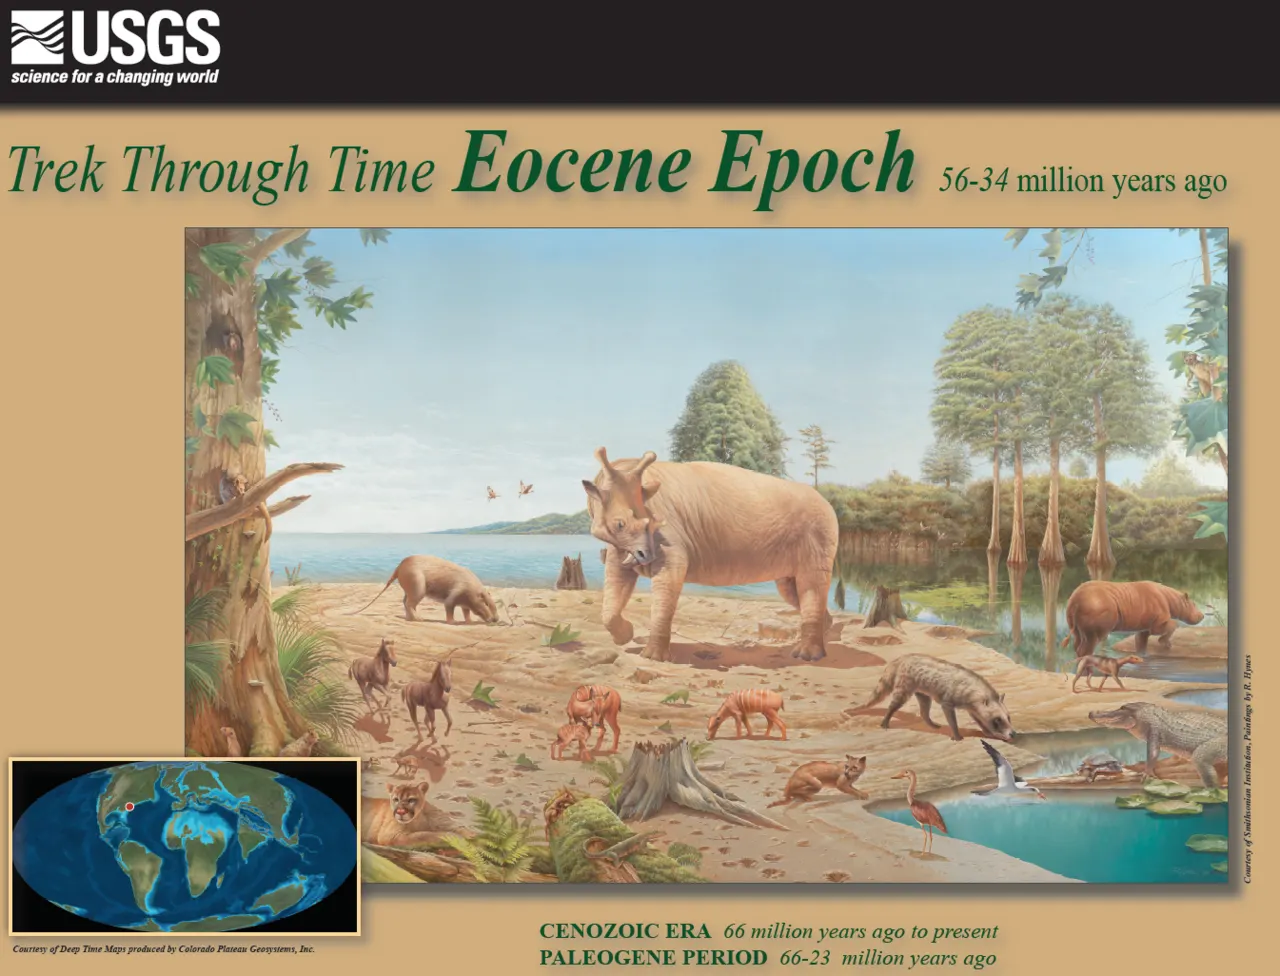 USGS
science for a changing world
Trek Through Time Eocene Epoch 56-34 million years ago
Courtesy of Smithsonian Institution, Paintings by R. Hynes
Courtesy of Deep Time Maps produced by Colorado Plateau Geosystems, Inc.
CENOZOIC ERA 66 million years ago to present
PALEOGENE PERIOD 66-23 million years ago